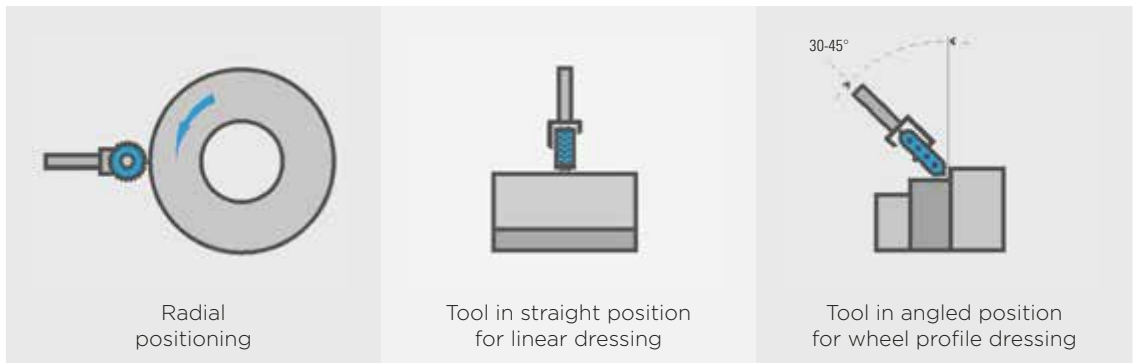 30-45°
Radial
positioning
Tool in straight position
for linear dressing
Tool in angled position
for wheel profile dressing